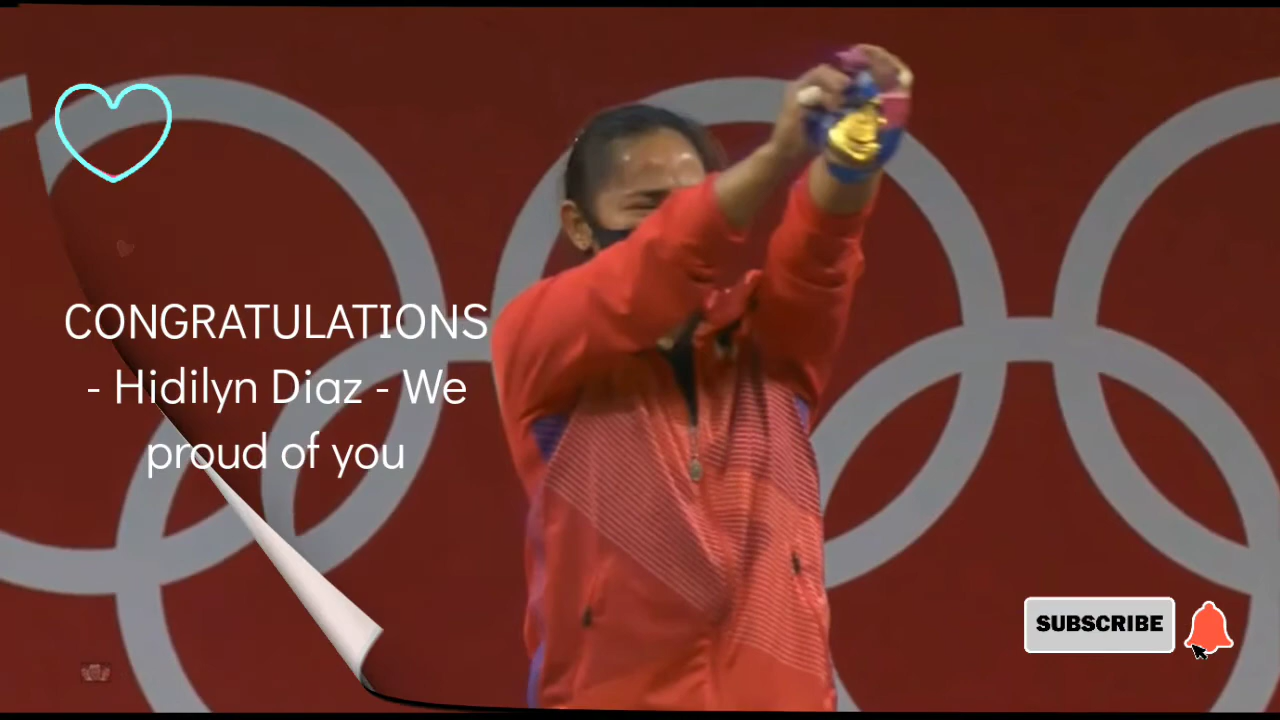 CONGRATULATIONS
- Hidilyn Diaz - We
proud of you
SUBSCRIBE